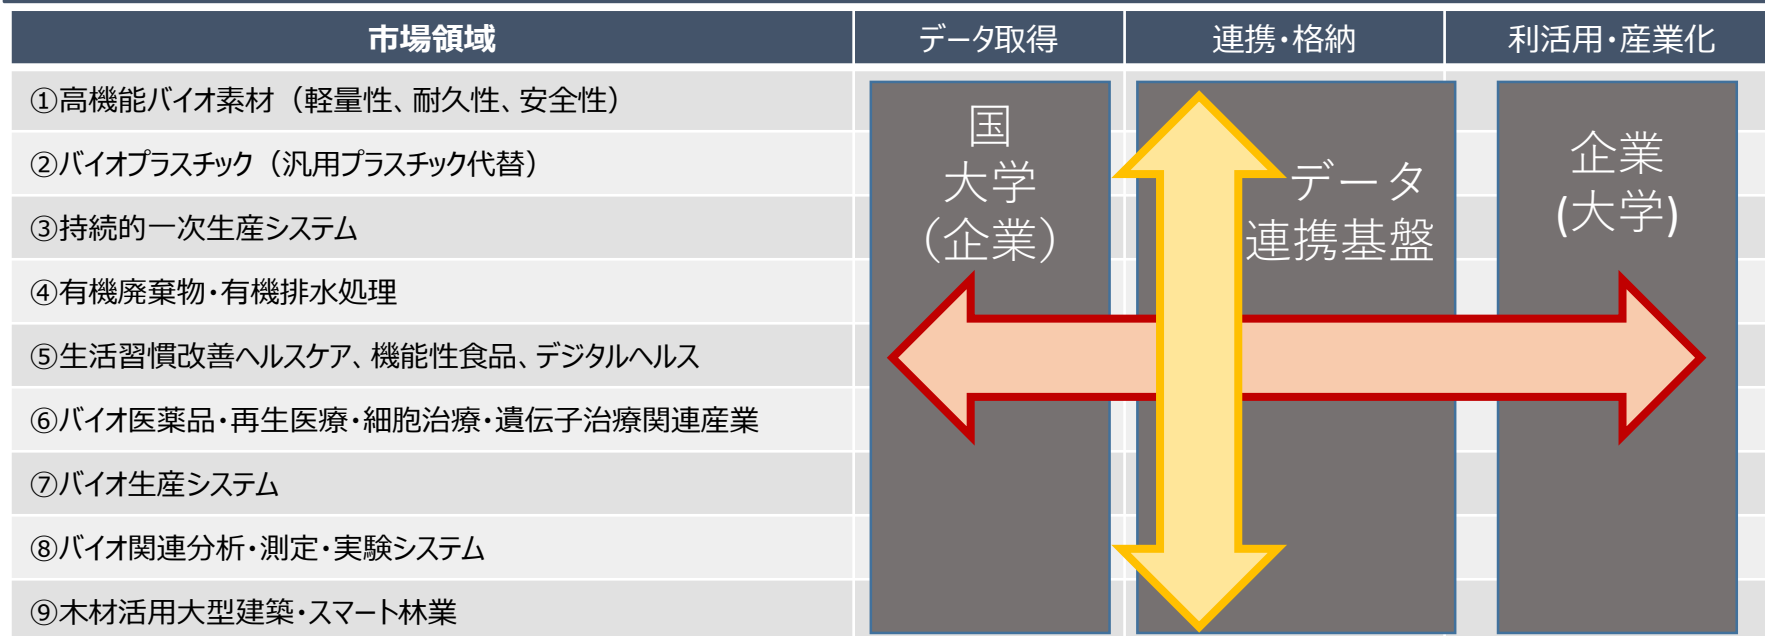 市場領域
データ取得
連携・格納
利活用・産業化
①高機能バイオ素材（軽量性、耐久性、安全性）
②バイオプラスチック（汎用プラスチック代替）
③持続的一次生産システム
④有機廃棄物・有機排水処理
⑤生活習慣改善ヘルスケア、機能性食品、デジタルヘルス
⑥バイオ医薬品・再生医療・細胞治療・遺伝子治療関連産業
⑦バイオ生産システム
⑧バイオ関連分析・測定・実験システム
⑨木材活用大型建築・スマート林業
国
大学
（企業）
データ
連携基盤
企業
(大学)